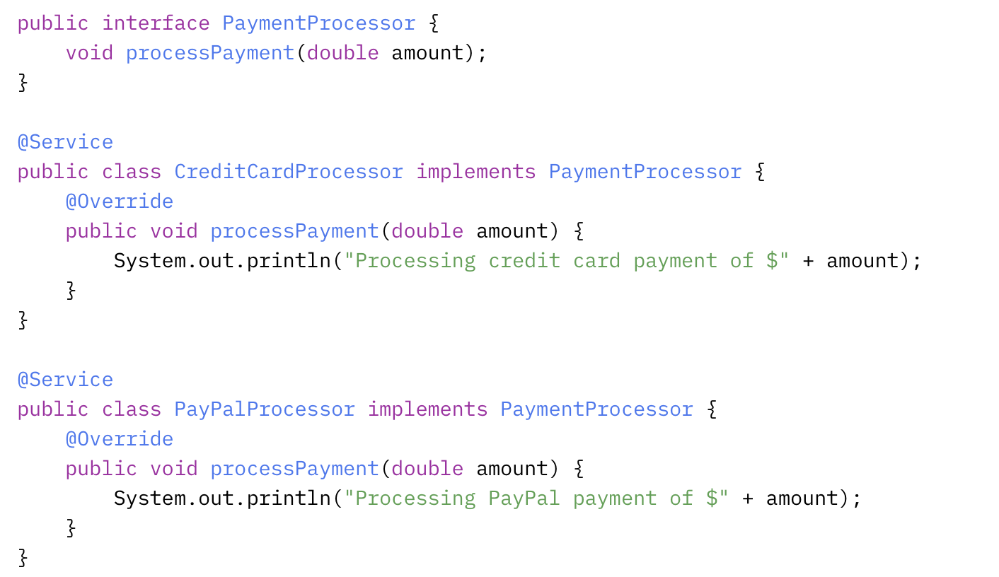 public interface PaymentProcessor {
    void processPayment(double amount);
}

@Service
public class CreditCardProcessor implements PaymentProcessor {
    @Override
    public void processPayment(double amount) {
        System.out.println("Processing credit card payment of $" + amount);
    }
}

@Service
public class PayPalProcessor implements PaymentProcessor {
    @Override
    public void processPayment(double amount) {
        System.out.println("Processing PayPal payment of $" + amount);
    }
}